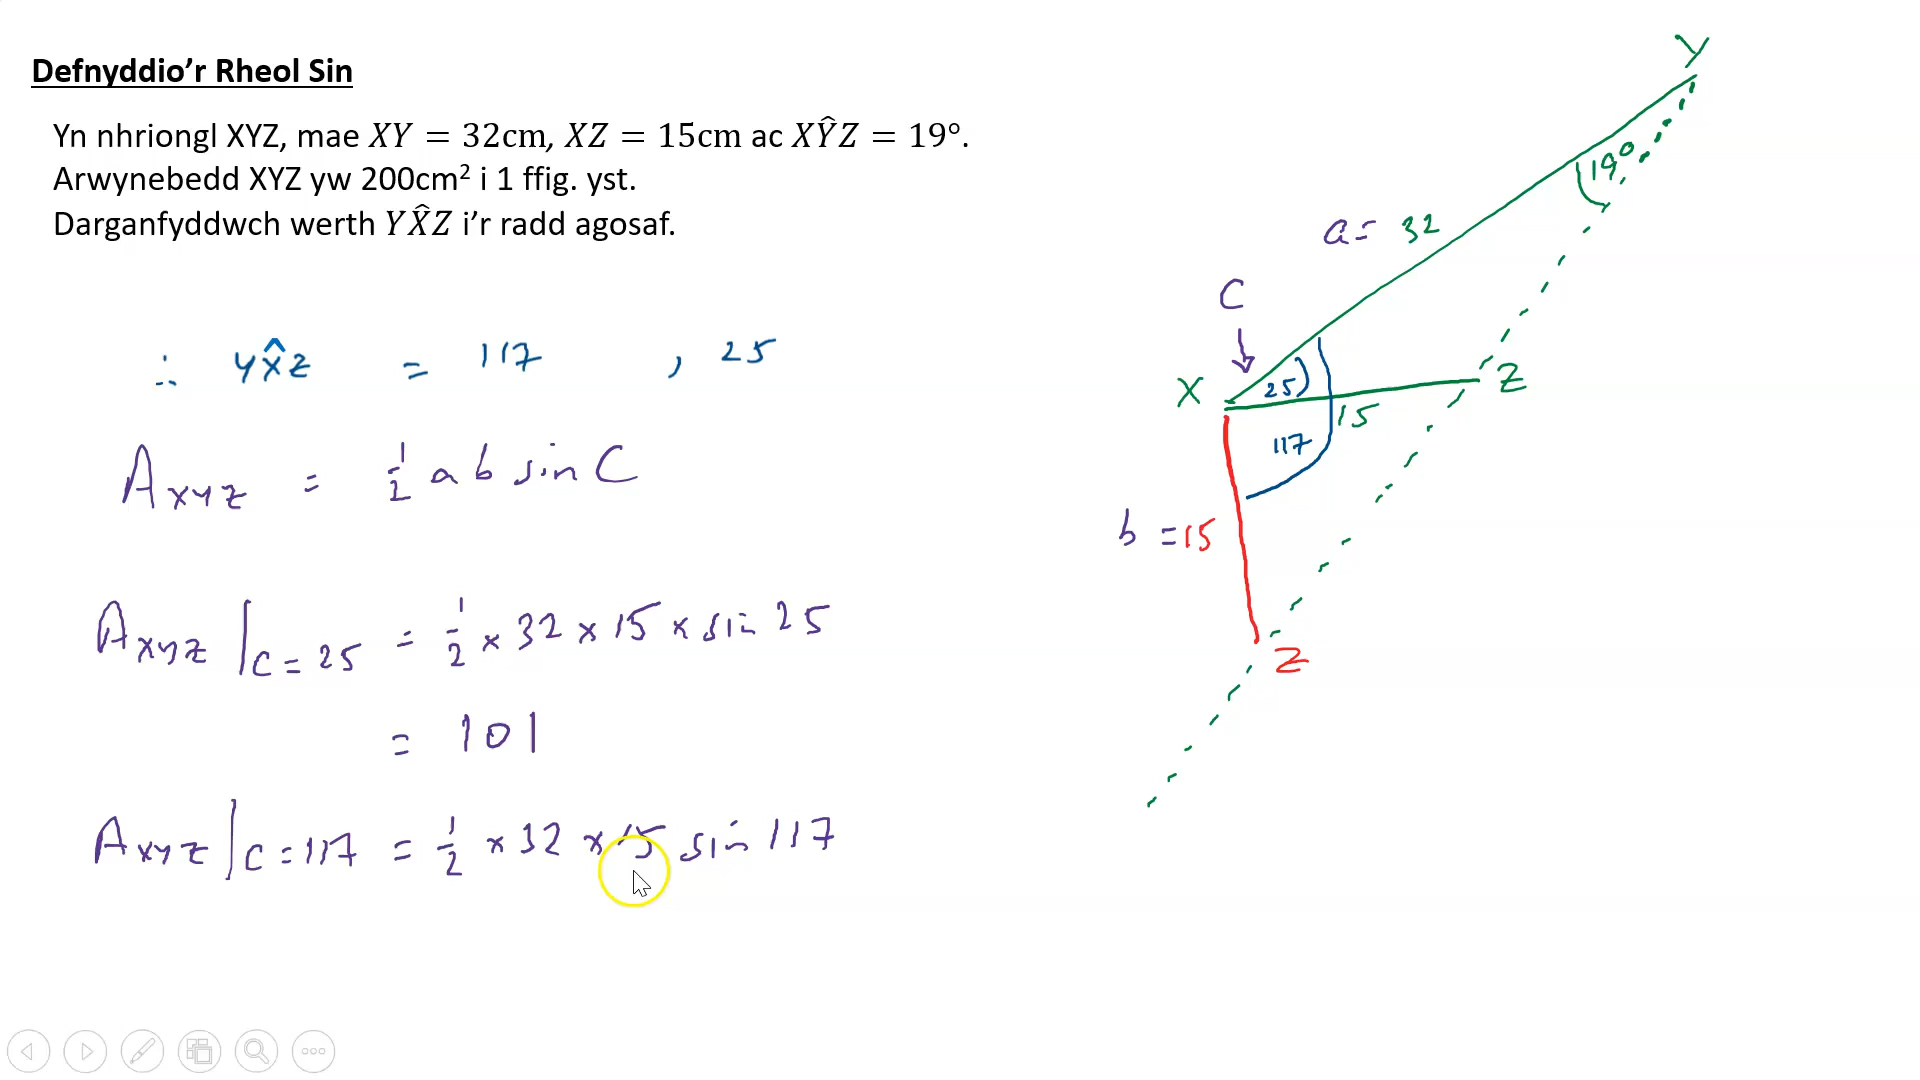 Defnyddio’r Rheol Sin
Yn nhriongl XYZ, mae XY = 32cm, XZ = 15cm ac XŶZ = 19°.
Arwynebedd XYZ yw 200cm² i 1 ffig. yst.
Darganfyddwch werth YX̂Z i’r radd agosaf.
∴ YX̂Z = 117 , 25
A_XYZ = ½ a b sin C
A_XYZ |_C=25 = ½ × 32 × 15 × sin 25
= 101
A_XYZ |_C=117 = ½ × 32 × 15 sin 117
Y
19°
a = 32
C
X
25
Z
15
117
b = 15
Z